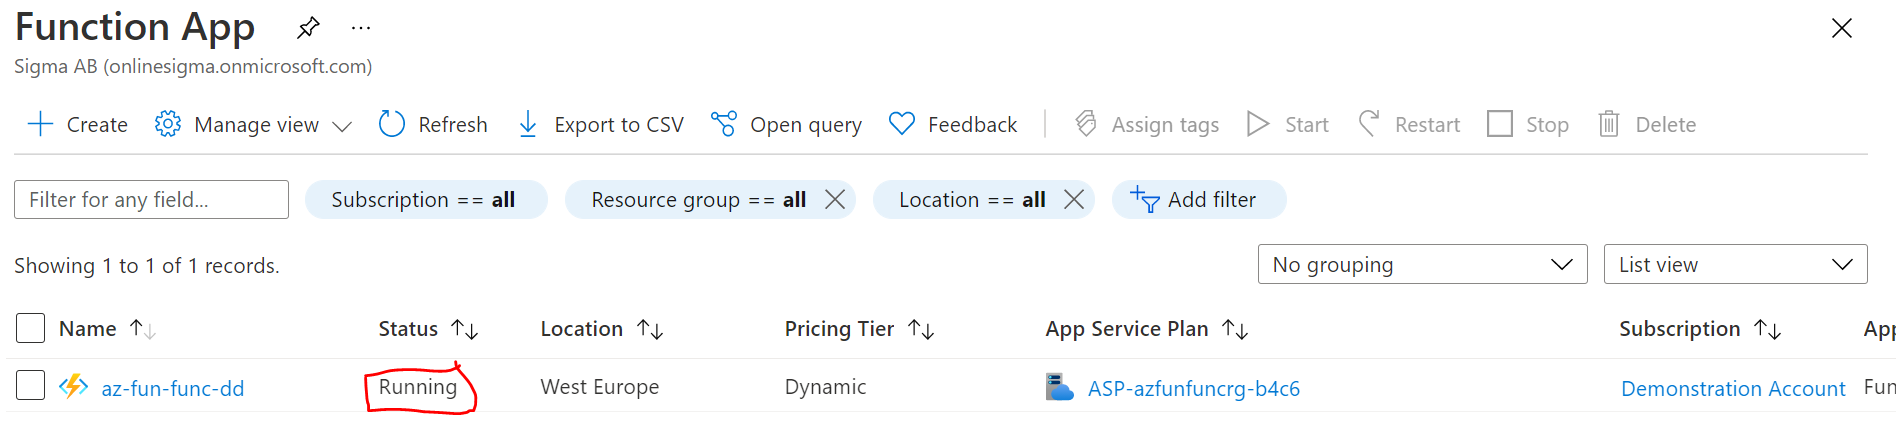 Function App
Sigma AB (onlinesigma.onmicrosoft.com)
Create Manage view Refresh Export to CSV Open query Feedback Assign tags Start Restart Stop Delete
Filter for any field... Subscription == all Resource group == all Location == all Add filter
Showing 1 to 1 of 1 records. No grouping List view
Name Status Location Pricing Tier App Service Plan Subscription App
az-fun-func-dd Running West Europe Dynamic ASP-azfunfuncrg-b4c6 Demonstration Account Fun